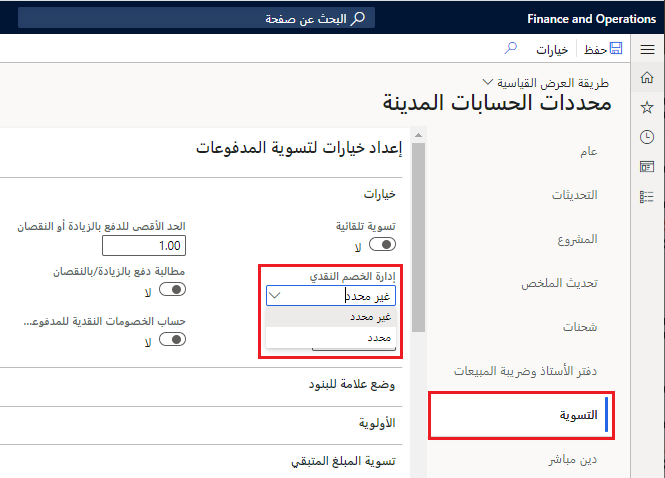 Finance and Operations
البحث عن صفحة
حفظ
خيارات
طريقة العرض القياسية
محددات الحسابات المدينة
عام
التحديثات
المشروع
تحديث الملخص
شحنات
دفتر الأستاذ وضريبة المبيعات
التسوية
دين مباشر
إعداد خيارات لتسوية المدفوعات
خيارات
تسوية تلقائية
لا
إدارة الخصم النقدي
غير محدد
غير محدد
محدد
الحد الأقصى للدفع بالزيادة أو النقصان
1.00
مطالبة دفع بالزيادة/بالنقصان
لا
حساب الخصومات النقدية للمدفوعـ...
لا
وضع علامة للبنود
الأولوية
تسوية المبلغ المتبقي